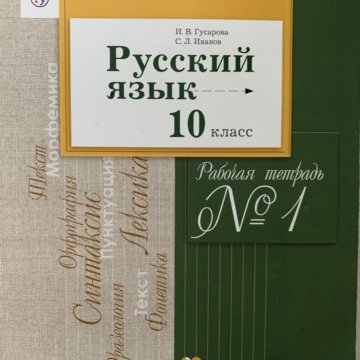 И. В. Гусарова
С. Л. Иванов
Русский
язык
10 класс
Рабочая тетрадь
№ 1
Текст
Морфемика
Орфография
Синтаксис
Пунктуация
Лексика
Текст
Фонетика
Фразеология